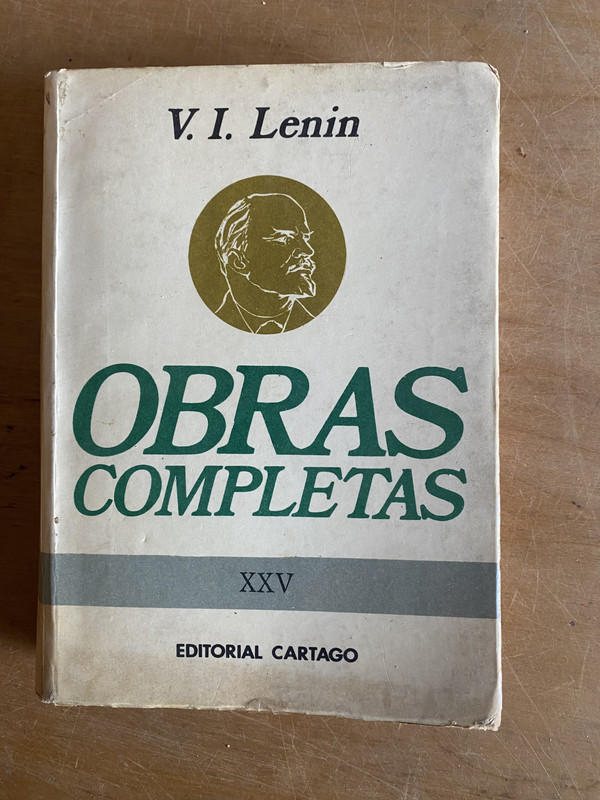 V. I. Lenin
OBRAS
COMPLETAS
XXV
EDITORIAL CARTAGO